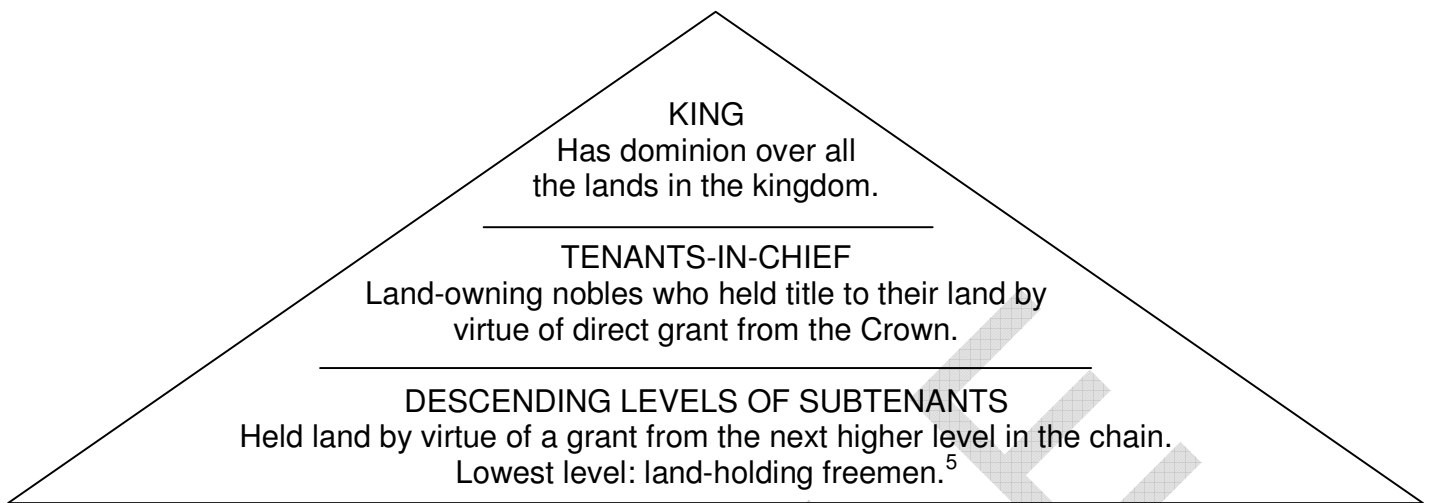 KING
Has dominion over all
the lands in the kingdom.
TENANTS-IN-CHIEF
Land-owning nobles who held title to their land by
virtue of direct grant from the Crown.
DESCENDING LEVELS OF SUBTENANTS
Held land by virtue of a grant from the next higher level in the chain.
Lowest level: land-holding freemen.⁵